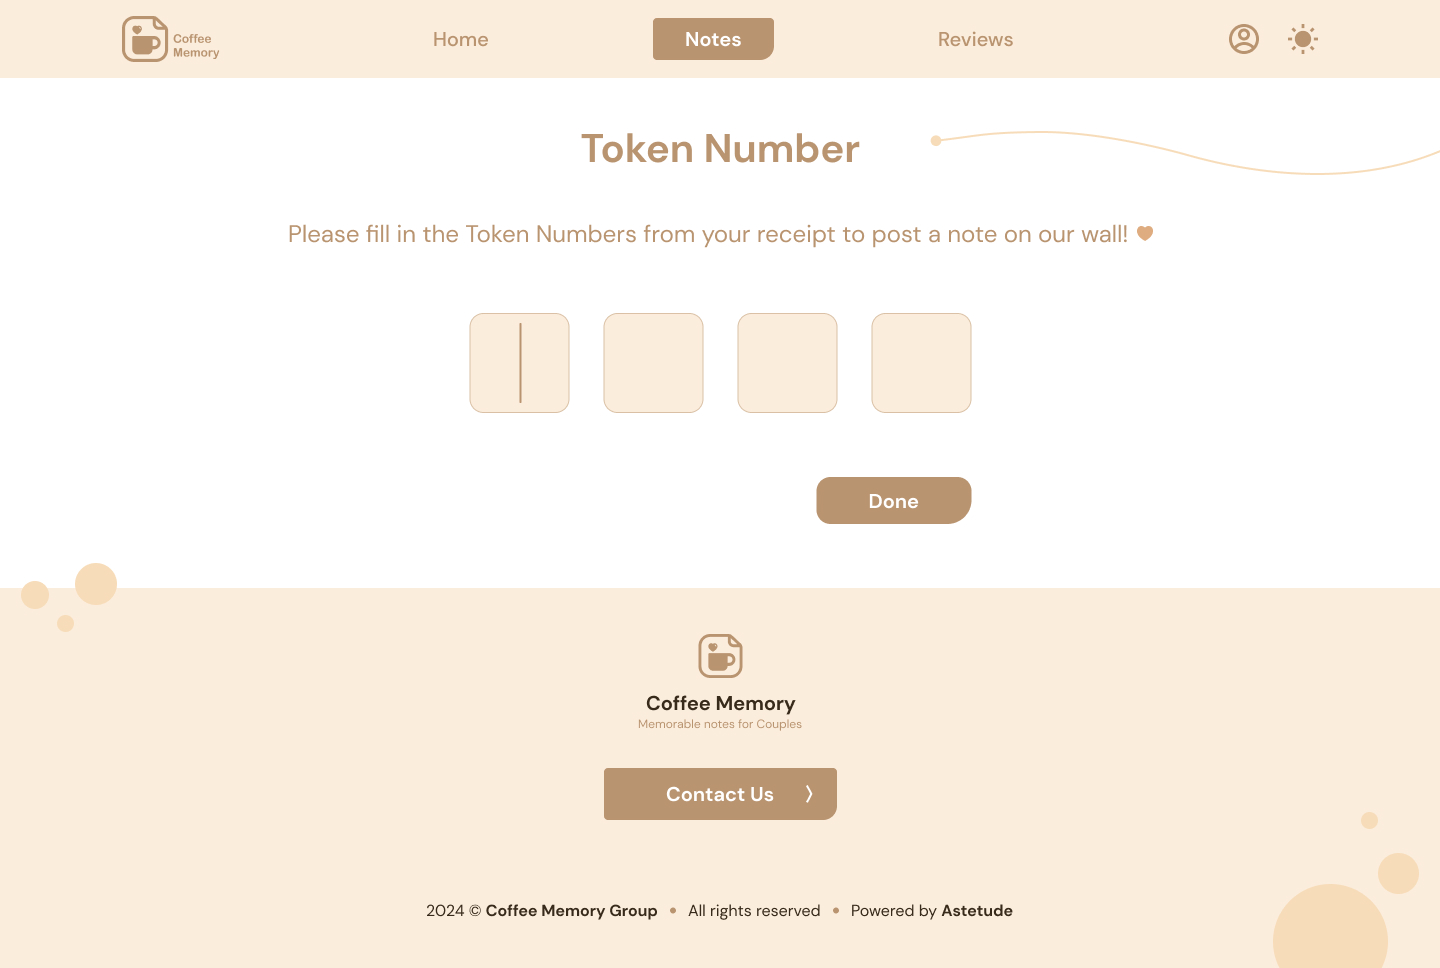 Coffee
Memory
Home
Notes
Reviews
Token Number
Please fill in the Token Numbers from your receipt to post a note on our wall!
Done
Coffee Memory
Memorable notes for Couples
Contact Us
2024 © Coffee Memory Group • All rights reserved • Powered by Astetude